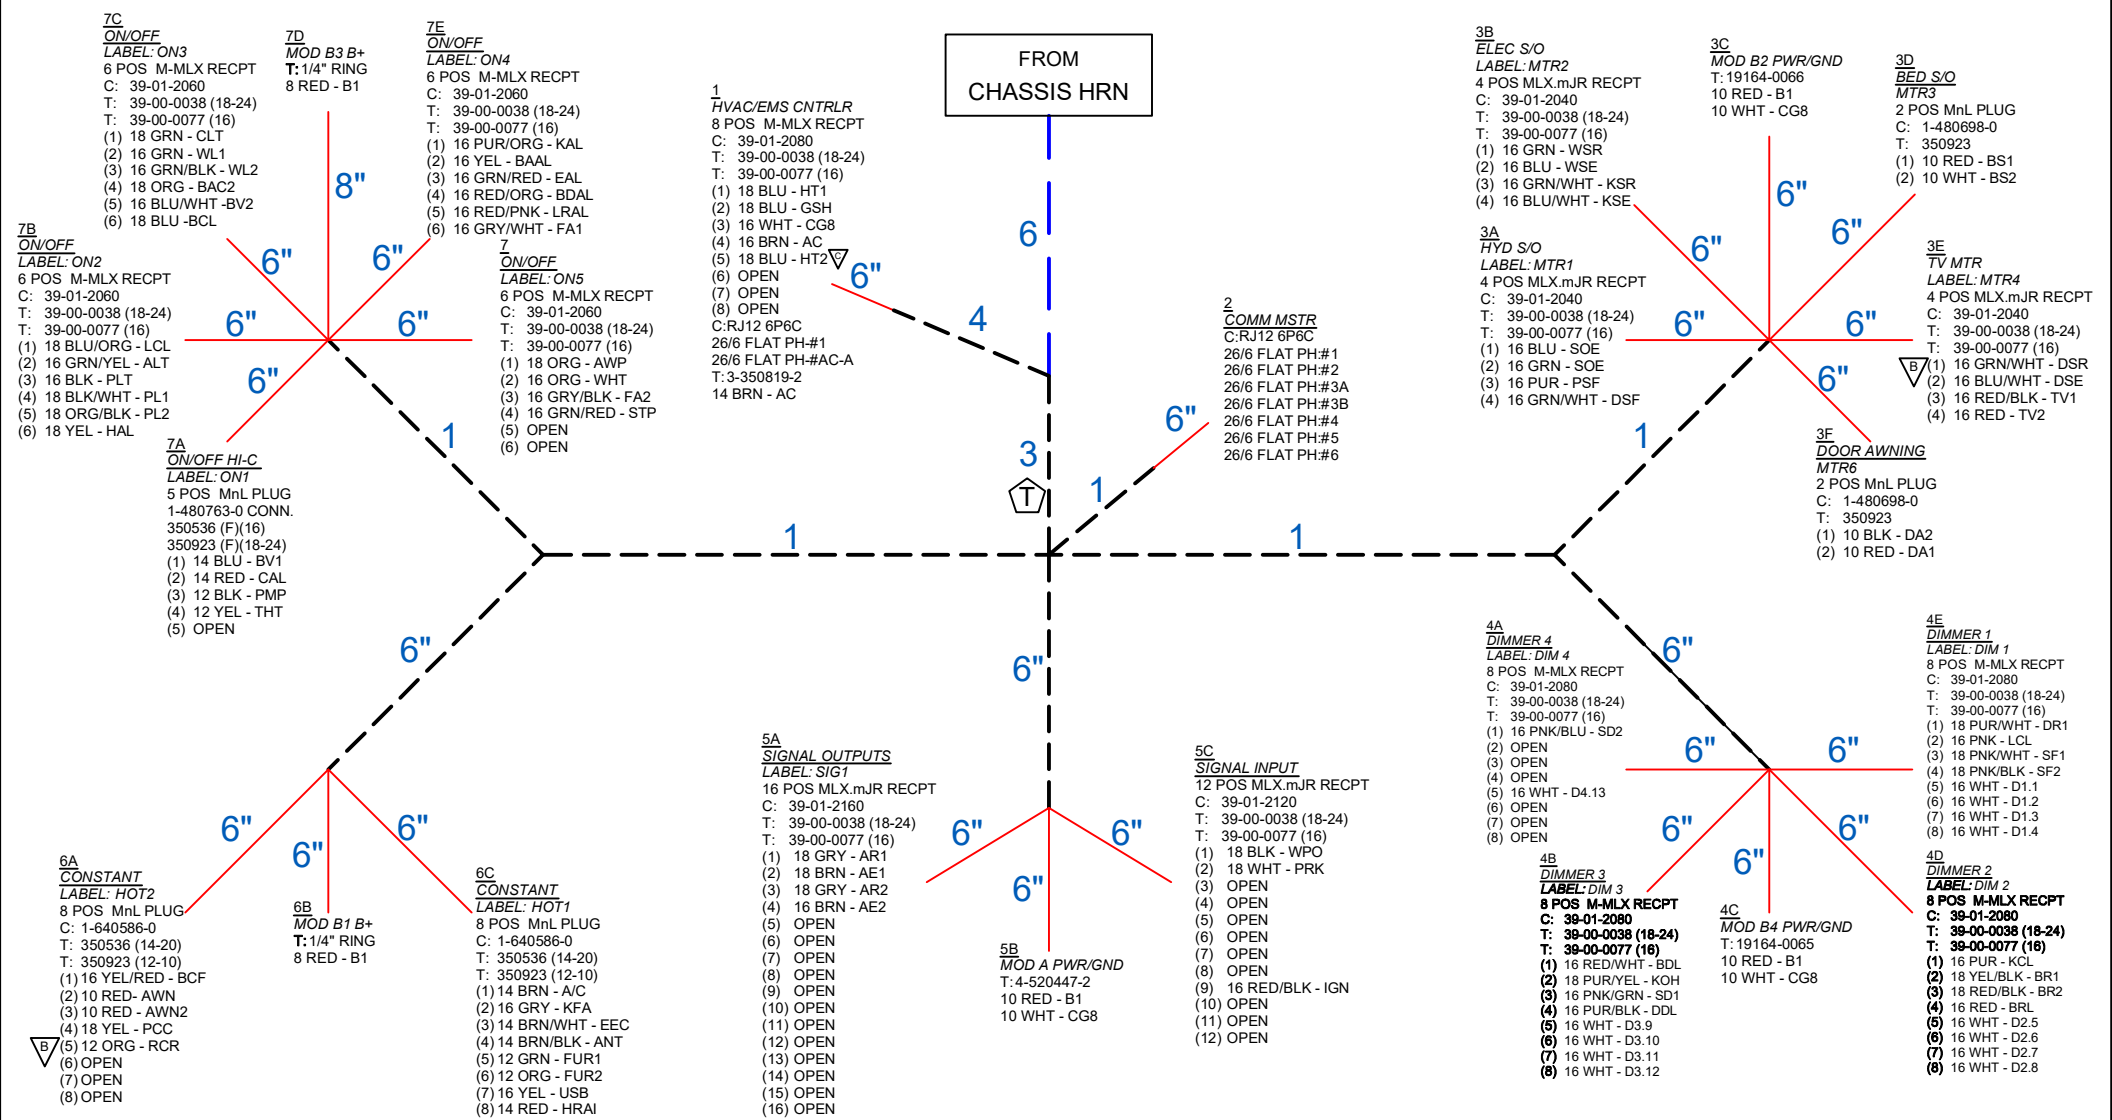 7C
ON/OFF
LABEL: ON3
6 POS M-MLX RECPT
C: 39-01-2060
T: 39-00-0038 (18-24)
T: 39-00-0077 (16)
(1) 18 GRN - CLT
(2) 16 GRN - WL1
(3) 16 GRN/BLK - WL2
(4) 18 ORG - BAC2
(5) 16 BLU/WHT -BV2
(6) 18 BLU -BCL
7D
MOD B3 B+
T: 1/4" RING
8 RED - B1
7E
ON/OFF
LABEL: ON4
6 POS M-MLX RECPT
C: 39-01-2060
T: 39-00-0038 (18-24)
T: 39-00-0077 (16)
(1) 16 PUR/ORG - KAL
(2) 16 YEL - BAAL
(3) 16 GRN/RED - EAL
(4) 16 RED/ORG - BDAL
(5) 16 RED/PNK - LRAL
(6) 16 GRY/WHT - FA1
7B
ON/OFF
LABEL: ON2
6 POS M-MLX RECPT
C: 39-01-2060
T: 39-00-0038 (18-24)
T: 39-00-0077 (16)
(1) 18 BLU/ORG - LCL
(2) 16 GRN/YEL - ALT
(3) 16 BLK - PLT
(4) 18 BLK/WHT - PL1
(5) 18 ORG/BLK - PL2
(6) 18 YEL - HAL
7
ON/OFF
LABEL: ON5
6 POS M-MLX RECPT
C: 39-01-2060
T: 39-00-0038 (18-24)
T: 39-00-0077 (16)
(1) 18 ORG - AWP
(2) 16 ORG - WHT
(3) 16 GRY/BLK - FA2
(4) 16 GRN/RED - STP
(5) OPEN
(6) OPEN
7A
ON/OFF HI-C
LABEL: ON1
5 POS MnL PLUG
1-480763-0 CONN.
350536 (F)(16)
350923 (F)(18-24)
(1) 14 BLU - BV1
(2) 14 RED - CAL
(3) 12 BLK - PMP
(4) 12 YEL - THT
(5) OPEN
8"
6"
6"
6"
6"
6"
1
FROM
CHASSIS HRN
1
HVAC/EMS CNTRLR
8 POS M-MLX RECPT
C: 39-01-2080
T: 39-00-0038 (18-24)
T: 39-00-0077 (16)
(1) 18 BLU - HT1
(2) 18 BLU - GSH
(3) 16 WHT - CG8
(4) 16 BRN - AC
(5) 18 BLU - HT2
(6) OPEN
(7) OPEN
(8) OPEN
C:RJ12 6P6C
26/6 FLAT PH-#1
26/6 FLAT PH-#AC-A
T:3-350819-2
14 BRN - AC
C
6"
4
6
3
T
2
COMM MSTR
C:RJ12 6P6C
26/6 FLAT PH:#1
26/6 FLAT PH:#2
26/6 FLAT PH:#3A
26/6 FLAT PH:#3B
26/6 FLAT PH:#4
26/6 FLAT PH:#5
26/6 FLAT PH:#6
6"
1
1
1
3B
ELEC S/O
LABEL: MTR2
4 POS MLX.mJR RECPT
C: 39-01-2040
T: 39-00-0038 (18-24)
T: 39-00-0077 (16)
(1) 16 GRN - WSR
(2) 16 BLU - WSE
(3) 16 GRN/WHT - KSR
(4) 16 BLU/WHT - KSE
3C
MOD B2 PWR/GND
T: 19164-0066
10 RED - B1
10 WHT - CG8
3D
BED S/O
MTR3
2 POS MnL PLUG
C: 1-480698-0
T: 350923
(1) 10 RED - BS1
(2) 10 WHT - BS2
3A
HYD S/O
LABEL: MTR1
4 POS MLX.mJR RECPT
C: 39-01-2040
T: 39-00-0038 (18-24)
T: 39-00-0077 (16)
(1) 16 BLU - SOE
(2) 16 GRN - SOE
(3) 16 PUR - PSF
(4) 16 GRN/WHT - DSF
3E
TV MTR
LABEL: MTR4
4 POS MLX.mJR RECPT
C: 39-01-2040
T: 39-00-0038 (18-24)
T: 39-00-0077 (16)
(1) 16 GRN/WHT - DSR
(2) 16 BLU/WHT - DSE
(3) 16 RED/BLK - TV1
(4) 16 RED - TV2
B
3F
DOOR AWNING
MTR6
2 POS MnL PLUG
C: 1-480698-0
T: 350923
(1) 10 BLK - DA2
(2) 10 RED - DA1
6"
6"
6"
6"
6"
6"
1
6"
6"
6"
6"
6"
6"
6A
CONSTANT
LABEL: HOT2
8 POS MnL PLUG
C: 1-640586-0
T: 350536 (14-20)
T: 350923 (12-10)
(1) 16 YEL/RED - BCF
(2) 10 RED- AWN
(3) 10 RED - AWN2
(4) 18 YEL - PCC
(5) 12 ORG - RCR
(6) OPEN
(7) OPEN
(8) OPEN
B
6B
MOD B1 B+
T: 1/4" RING
8 RED - B1
6C
CONSTANT
LABEL: HOT1
8 POS MnL PLUG
C: 1-640586-0
T: 350536 (14-20)
T: 350923 (12-10)
(1) 14 BRN - A/C
(2) 16 GRY - KFA
(3) 14 BRN/WHT - EEC
(4) 14 BRN/BLK - ANT
(5) 12 GRN - FUR1
(6) 12 ORG - FUR2
(7) 16 YEL - USB
(8) 14 RED - HRAI
5A
SIGNAL OUTPUTS
LABEL: SIG1
16 POS MLX.mJR RECPT
C: 39-01-2160
T: 39-00-0038 (18-24)
T: 39-00-0077 (16)
(1) 18 GRY - AR1
(2) 18 BRN - AE1
(3) 18 GRY - AR2
(4) 16 BRN - AE2
(5) OPEN
(6) OPEN
(7) OPEN
(8) OPEN
(9) OPEN
(10) OPEN
(11) OPEN
(12) OPEN
(13) OPEN
(14) OPEN
(15) OPEN
(16) OPEN
6"
6"
5B
MOD A PWR/GND
T:4-520447-2
10 RED - B1
10 WHT - CG8
5C
SIGNAL INPUT
12 POS MLX.mJR RECPT
C: 39-01-2120
T: 39-00-0038 (18-24)
T: 39-00-0077 (16)
(1) 18 BLK - WPO
(2) 18 WHT - PRK
(3) OPEN
(4) OPEN
(5) OPEN
(6) OPEN
(7) OPEN
(8) OPEN
(9) 16 RED/BLK - IGN
(10) OPEN
(11) OPEN
(12) OPEN
4A
DIMMER 4
LABEL: DIM 4
8 POS M-MLX RECPT
C: 39-01-2080
T: 39-00-0038 (18-24)
T: 39-00-0077 (16)
(1) 16 PNK/BLU - SD2
(2) OPEN
(3) OPEN
(4) OPEN
(5) 16 WHT - D4.13
(6) OPEN
(7) OPEN
(8) OPEN
6"
6"
6"
6"
6"
6"
4E
DIMMER 1
LABEL: DIM 1
8 POS M-MLX RECPT
C: 39-01-2080
T: 39-00-0038 (18-24)
T: 39-00-0077 (16)
(1) 18 PUR/WHT - DR1
(2) 16 PNK - LCL
(3) 18 PNK/WHT - SF1
(4) 18 PNK/BLK - SF2
(5) 16 WHT - D1.1
(6) 16 WHT - D1.2
(7) 16 WHT - D1.3
(8) 16 WHT - D1.4
4B
DIMMER 3
LABEL: DIM 3
8 POS M-MLX RECPT
C: 39-01-2080
T: 39-00-0038 (18-24)
T: 39-00-0077 (16)
(1) 16 RED/WHT - BDL
(2) 18 PUR/YEL - KOH
(3) 16 PNK/GRN - SD1
(4) 16 PUR/BLK - DDL
(5) 16 WHT - D3.9
(6) 16 WHT - D3.10
(7) 16 WHT - D3.11
(8) 16 WHT - D3.12
4C
MOD B4 PWR/GND
T:19164-0065
10 RED - B1
10 WHT - CG8
4D
DIMMER 2
LABEL: DIM 2
8 POS M-MLX RECPT
C: 39-01-2080
T: 39-00-0038 (18-24)
T: 39-00-0077 (16)
(1) 16 PUR - KCL
(2) 18 YEL/BLK - BR1
(3) 18 RED/BLK - BR2
(4) 16 RED - BRL
(5) 16 WHT - D2.5
(6) 16 WHT - D2.6
(7) 16 WHT - D2.7
(8) 16 WHT - D2.8